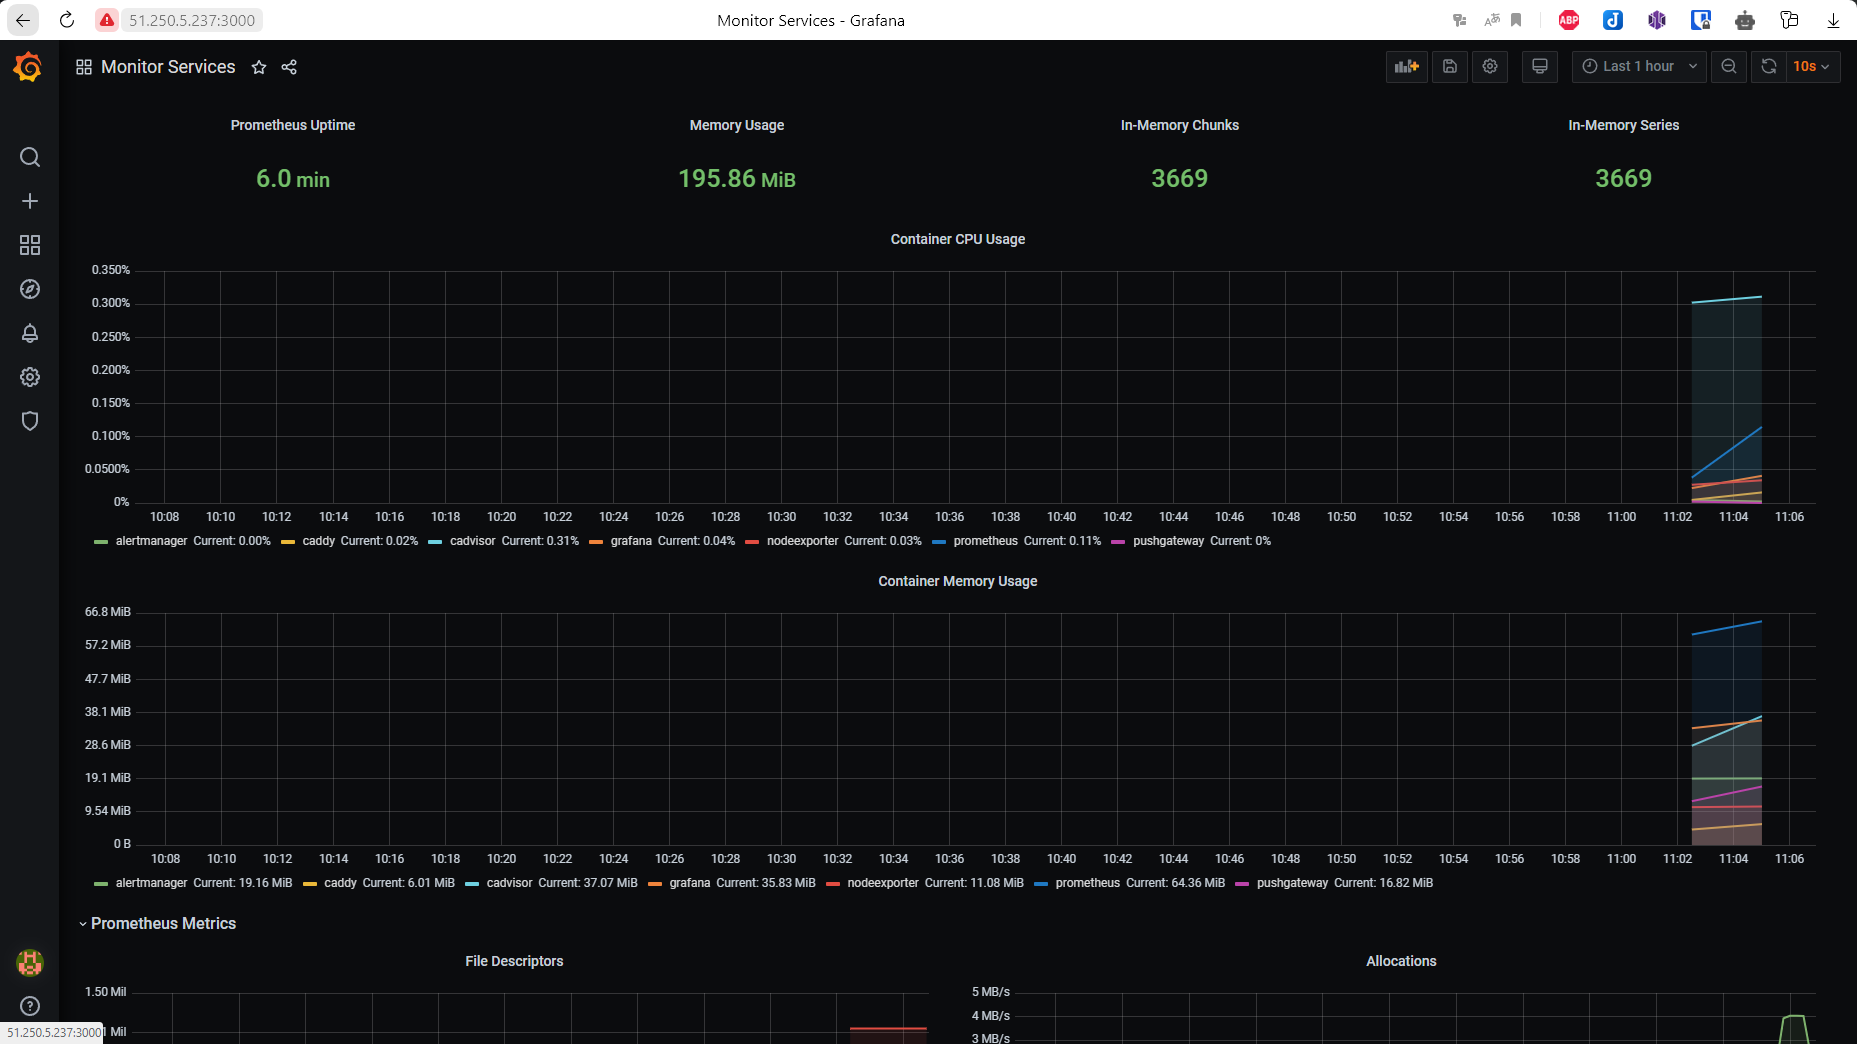 51.250.5.237:3000 Monitor Services - Grafana ABP
Monitor Services Last 1 hour 10s
Prometheus Uptime Memory Usage In-Memory Chunks In-Memory Series
6.0 min 195.86 MiB 3669 3669
Container CPU Usage
0.350%
0.300%
0.250%
0.200%
0.150%
0.100%
0.0500%
0%
10:08 10:10 10:12 10:14 10:16 10:18 10:20 10:22 10:24 10:26 10:28 10:30 10:32 10:34 10:36 10:38 10:40 10:42 10:44 10:46 10:48 10:50 10:52 10:54 10:56 10:58 11:00 11:02 11:04 11:06
alertmanager Current: 0.00% caddy Current: 0.02% cadvisor Current: 0.31% grafana Current: 0.04% nodeexporter Current: 0.03% prometheus Current: 0.11% pushgateway Current: 0%
Container Memory Usage
66.8 MiB
57.2 MiB
47.7 MiB
38.1 MiB
28.6 MiB
19.1 MiB
9.54 MiB
0 B
10:08 10:10 10:12 10:14 10:16 10:18 10:20 10:22 10:24 10:26 10:28 10:30 10:32 10:34 10:36 10:38 10:40 10:42 10:44 10:46 10:48 10:50 10:52 10:54 10:56 10:58 11:00 11:02 11:04 11:06
alertmanager Current: 19.16 MiB caddy Current: 6.01 MiB cadvisor Current: 37.07 MiB grafana Current: 35.83 MiB nodeexporter Current: 11.08 MiB prometheus Current: 64.36 MiB pushgateway Current: 16.82 MiB
Prometheus Metrics
File Descriptors Allocations
1.50 Mil 5 MB/s
4 MB/s
51.250.5.237:3000 1 Mil
3 MB/s